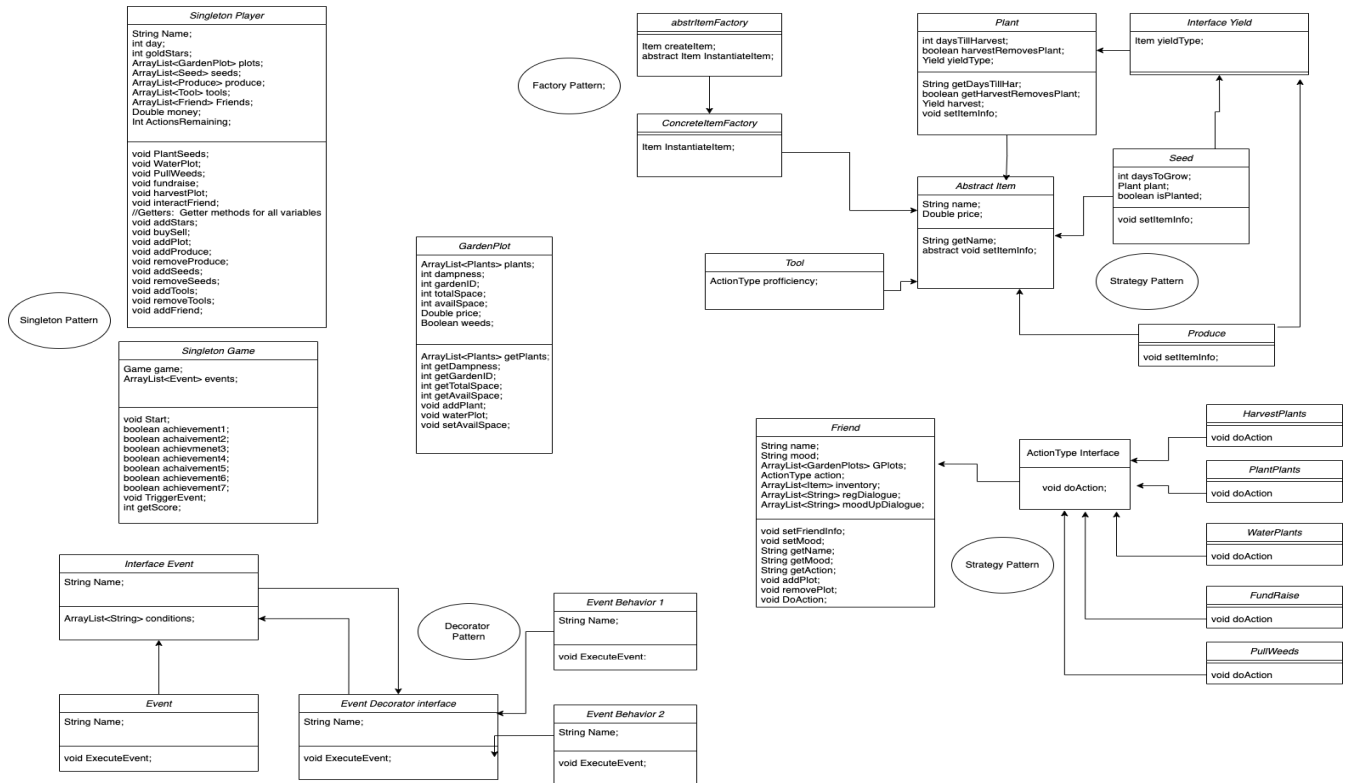 Singleton Player
String Name;
int day;
int goldStars;
ArrayList<GardenPlot> plots;
ArrayList<Seed> seeds;
ArrayList<Produce> produce;
ArrayList<Tool> tools;
ArrayList<Friend> Friends;
Double money;
Int ActionsRemaining;
void PlantSeeds;
void WaterPlot;
void PullWeeds;
void fundraise;
void harvestPlot;
void interactFriend;
//Getters: Getter methods for all variables
void addStars;
void buySell;
void addPlot;
void addProduce;
void removeProduce;
void addSeeds;
void removeSeeds;
void addTools;
void removeTools;
void addFriend;
Singleton Pattern
Singleton Game
Game game;
ArrayList<Event> events;
void Start;
boolean achievement1;
boolean achaivement2;
boolean achievmenet3;
boolean achievement4;
boolean achaivement5;
boolean achievement6;
boolean achievement7;
void TriggerEvent;
int getScore;
GardenPlot
ArrayList<Plants> plants;
int dampness;
int gardenID;
int totalSpace;
int availSpace;
Double price;
Boolean weeds;
ArrayList<Plants> getPlants;
int getDampness;
int getGardenID;
int getTotalSpace;
int getAvailSpace;
void addPlant;
void waterPlot;
void setAvailSpace;
Factory Pattern;
abstrItemFactory
Item createItem;
abstract Item InstantiateItem;
ConcreteItemFactory
Item InstantiateItem;
Plant
int daysTillHarvest;
boolean harvestRemovesPlant;
Yield yieldType;
String getDaysTillHar;
boolean getHarvestRemovesPlant;
Yield harvest;
void setItemInfo;
Interface Yield
Item yieldType;
Seed
int daysToGrow;
Plant plant;
boolean isPlanted;
void setItemInfo;
Abstract Item
String name;
Double price;
String getName;
abstract void setItemInfo;
Tool
ActionType profficiency;
Strategy Pattern
Produce
void setItemInfo;
Friend
String name;
String mood;
ArrayList<GardenPlots> GPlots;
ActionType action;
ArrayList<Item> inventory;
ArrayList<String> regDialogue;
ArrayList<String> moodUpDialogue;
void setFriendInfo;
void setMood;
String getName;
String getMood;
String getAction;
void addPlot;
void removePlot;
void DoAction;
Strategy Pattern
ActionType Interface
void doAction;
HarvestPlants
void doAction
PlantPlants
void doAction
WaterPlants
void doAction
FundRaise
void doAction
PullWeeds
void doAction
Interface Event
String Name;
ArrayList<String> conditions;
Event
String Name;
void ExecuteEvent;
Decorator
Pattern
Event Decorator interface
String Name;
void ExecuteEvent;
Event Behavior 1
String Name;
void ExecuteEvent;
Event Behavior 2
String Name;
void ExecuteEvent;